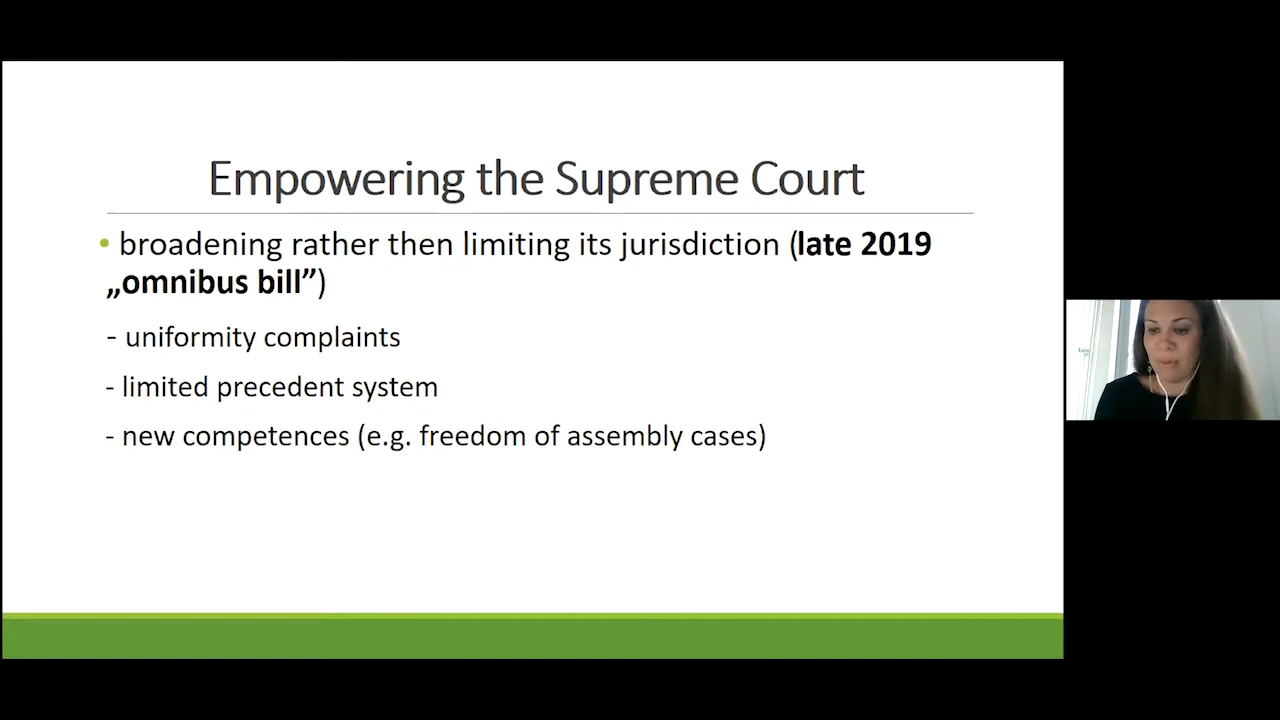 Empowering the Supreme Court
• broadening rather then limiting its jurisdiction (late 2019
„omnibus bill”)
- uniformity complaints
- limited precedent system
- new competences (e.g. freedom of assembly cases)